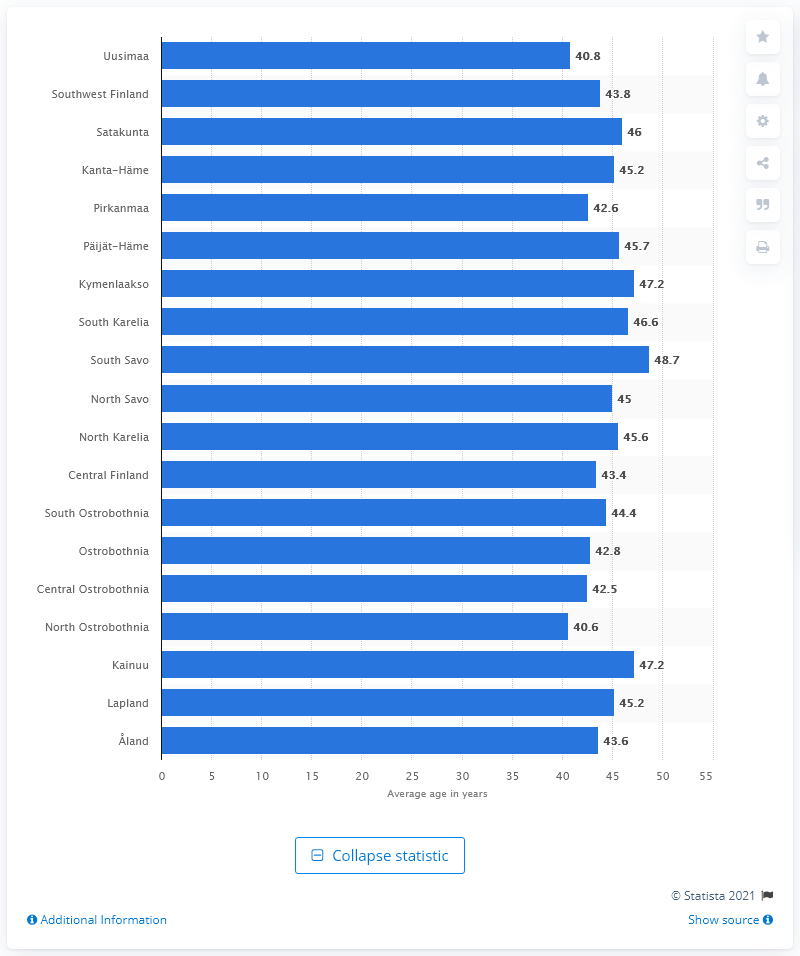 Uusimaa 40.8
Southwest Finland 43.8
Satakunta 46
Kanta-Häme 45.2
Pirkanmaa 42.6
Päijät-Häme 45.7
Kymenlaakso 47.2
South Karelia 46.6
South Savo 48.7
North Savo 45
North Karelia 45.6
Central Finland 43.4
South Ostrobothnia 44.4
Ostrobothnia 42.8
Central Ostrobothnia 42.5
North Ostrobothnia 40.6
Kainuu 47.2
Lapland 45.2
Åland 43.6
0 5 10 15 20 25 30 35 40 45 50 55
Average age in years
Collapse statistic
© Statista 2021
Additional Information Show source